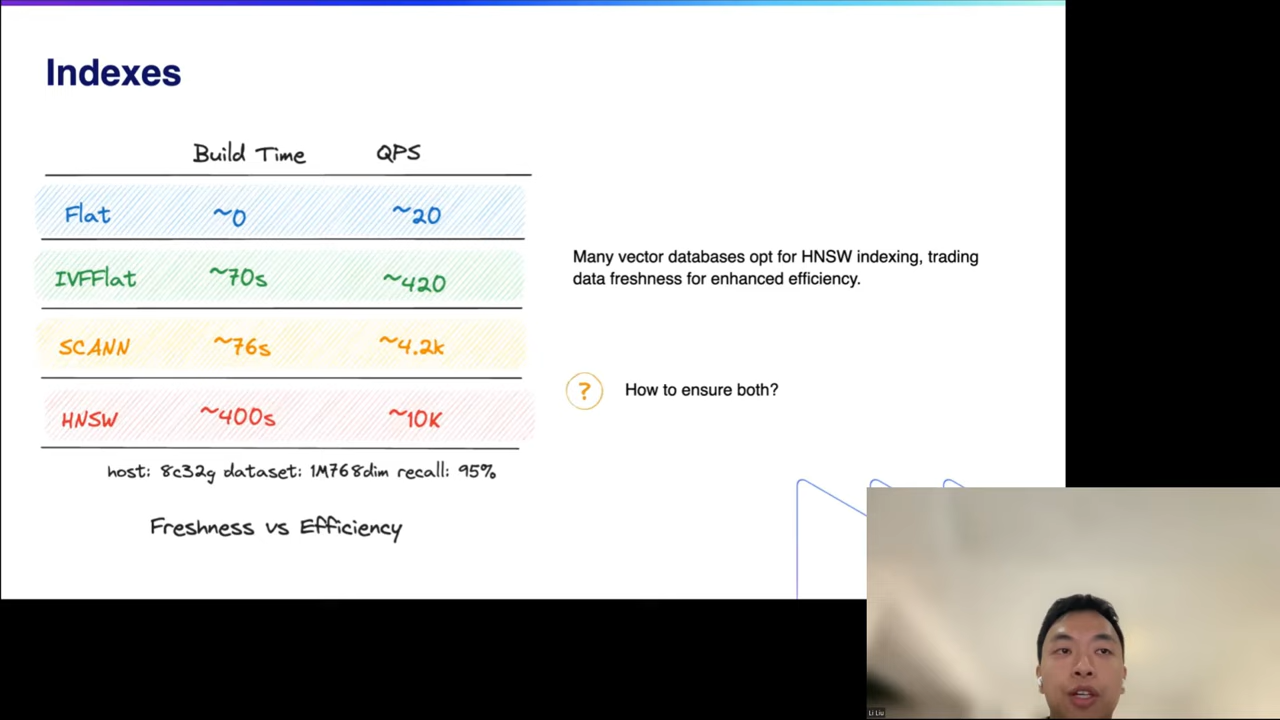 Indexes
Build Time QPS
Flat ~0 ~20
IVFFlat ~70s ~420
SCANN ~76s ~4.2k
HNSW ~400s ~10K
host: 8c32g dataset: 1M768dim recall: 95%
Freshness vs Efficiency
Many vector databases opt for HNSW indexing, trading
data freshness for enhanced efficiency.
?
How to ensure both?
Li Liu